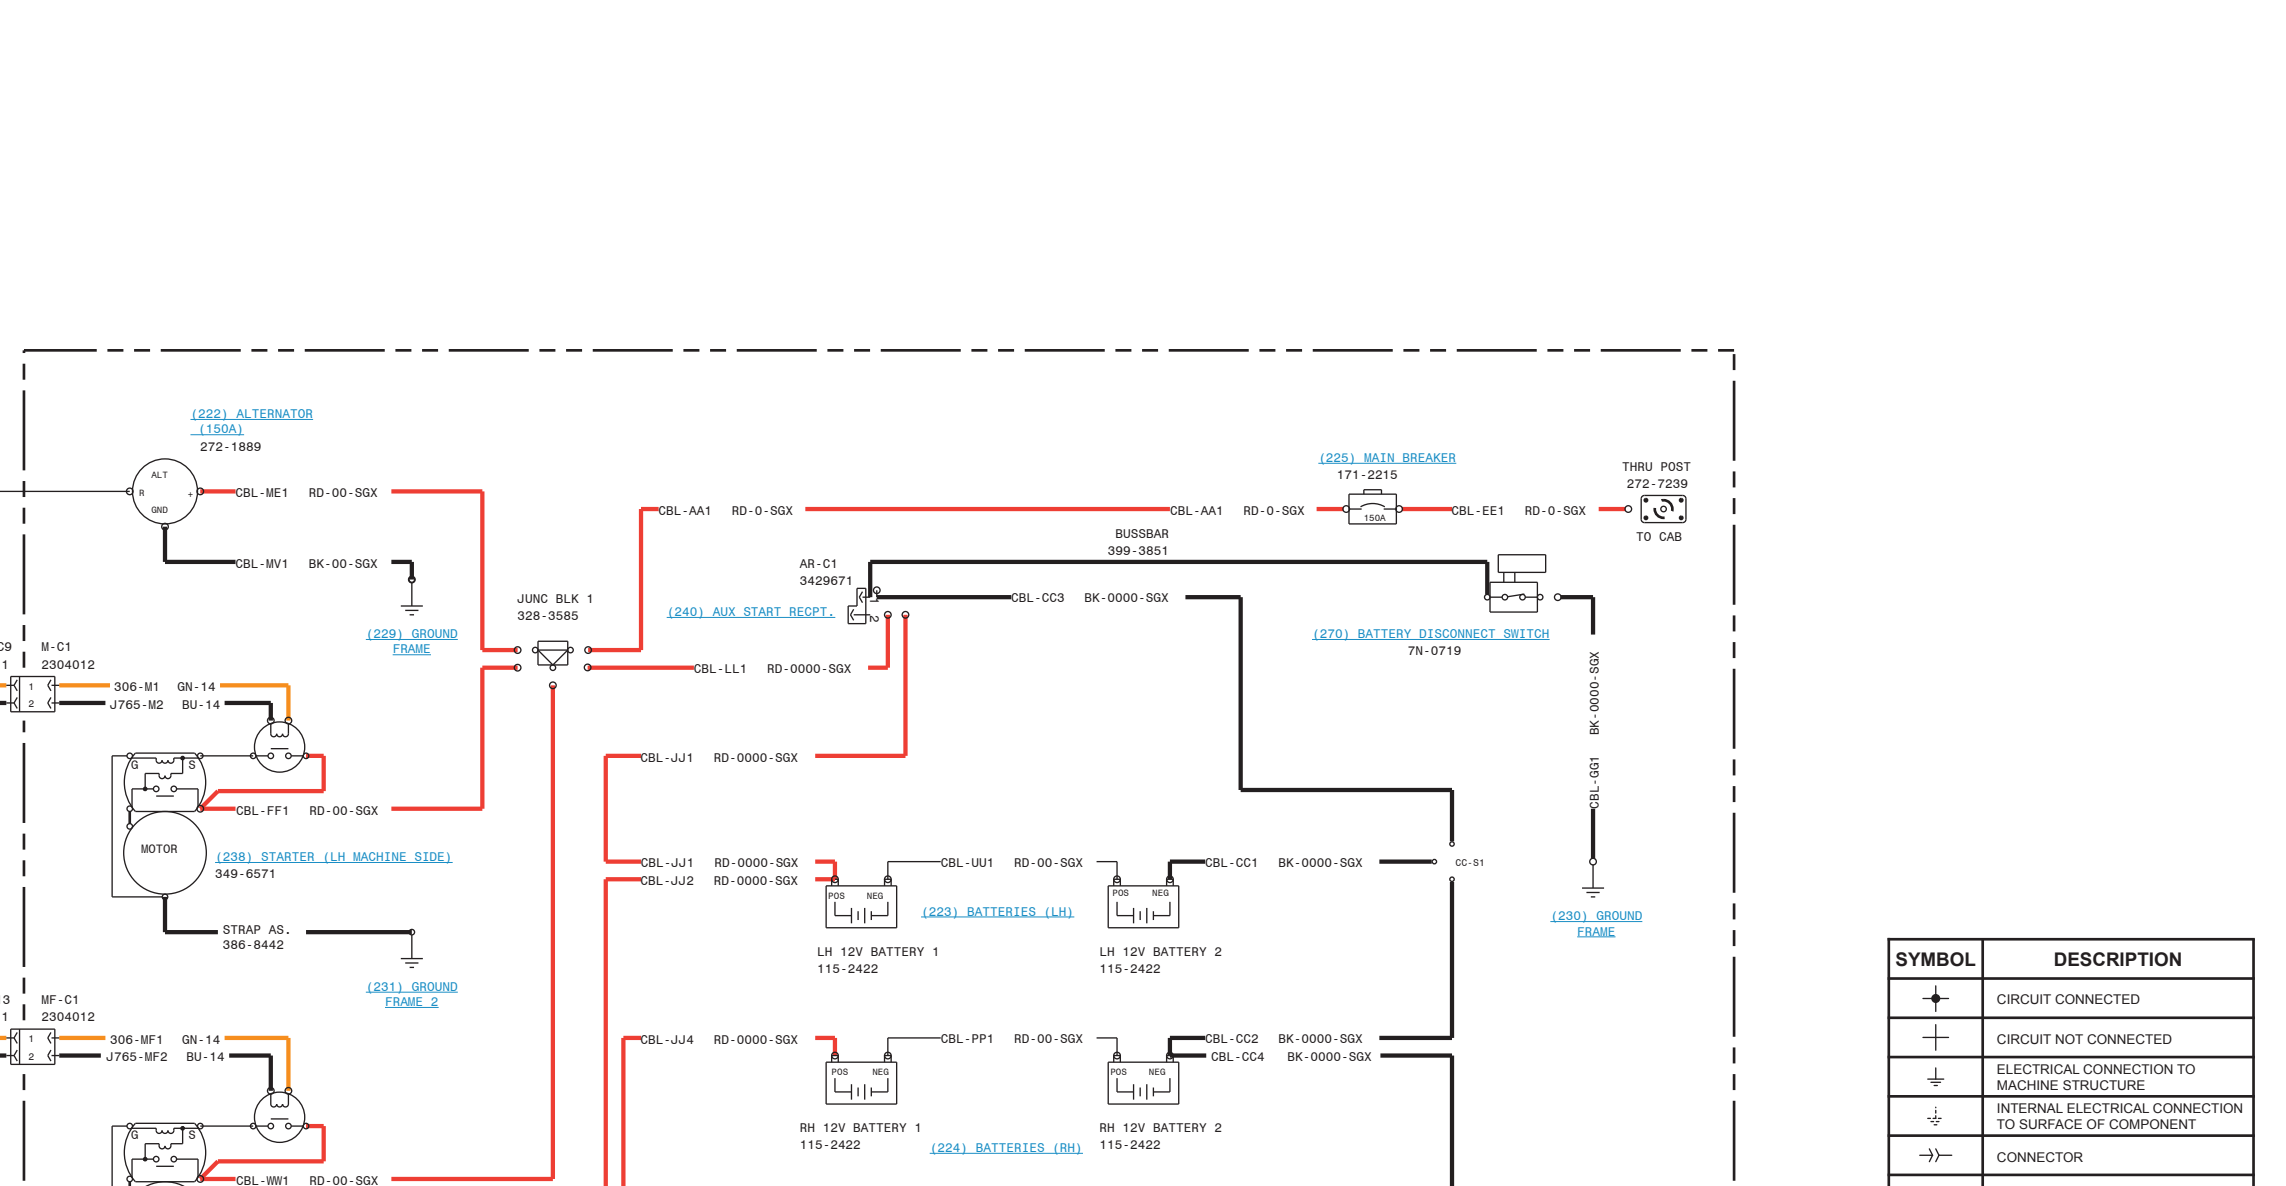 (222) ALTERNATOR
(150A)
272-1889
ALT
R
+
GND
CBL-ME1 RD-00-SGX
CBL-MV1 BK-00-SGX
(229) GROUND
FRAME
JUNC BLK 1
328-3585
CBL-AA1 RD-0-SGX
CBL-AA1 RD-0-SGX
(225) MAIN BREAKER
171-2215
150A
CBL-EE1 RD-0-SGX
THRU POST
272-7239
TO CAB
BUSSBAR
399-3851
AR-C1
3429671
(240) AUX START RECPT.
1
2
CBL-CC3 BK-0000-SGX
(270) BATTERY DISCONNECT SWITCH
7N-0719
CBL-LL1 RD-0000-SGX
CBL-GG1 BK-0000-SGX
(230) GROUND
FRAME
C9 M-C1
1 2304012
1
2
306-M1 GN-14
J765-M2 BU-14
G S
CBL-FF1 RD-00-SGX
MOTOR
(238) STARTER (LH MACHINE SIDE)
349-6571
STRAP AS.
386-8442
(231) GROUND
FRAME 2
CBL-JJ1 RD-0000-SGX
CBL-JJ1 RD-0000-SGX
CBL-JJ2 RD-0000-SGX
POS NEG
CBL-UU1 RD-00-SGX
(223) BATTERIES (LH)
POS NEG
CBL-CC1 BK-0000-SGX
CC-S1
LH 12V BATTERY 1
115-2422
LH 12V BATTERY 2
115-2422
3 MF-C1
1 2304012
1
2
306-MF1 GN-14
J765-MF2 BU-14
G S
CBL-WW1 RD-00-SGX
CBL-JJ4 RD-0000-SGX
POS NEG
CBL-PP1 RD-00-SGX
POS NEG
CBL-CC2 BK-0000-SGX
CBL-CC4 BK-0000-SGX
RH 12V BATTERY 1
115-2422
(224) BATTERIES (RH)
RH 12V BATTERY 2
115-2422
SYMBOL DESCRIPTION
CIRCUIT CONNECTED
CIRCUIT NOT CONNECTED
ELECTRICAL CONNECTION TO
MACHINE STRUCTURE
INTERNAL ELECTRICAL CONNECTION
TO SURFACE OF COMPONENT
CONNECTOR